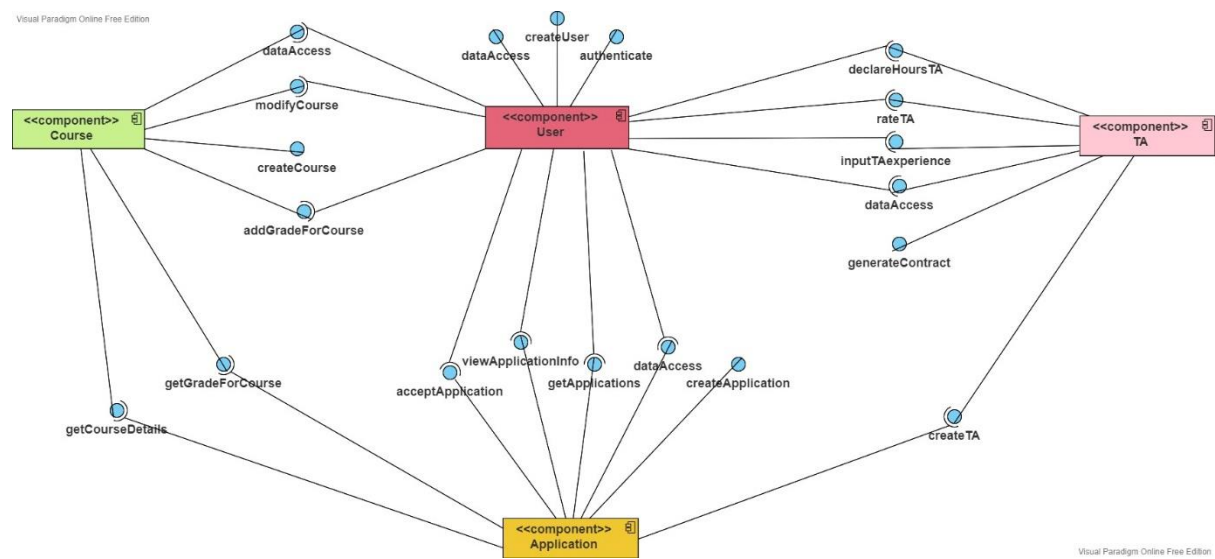 Visual Paradigm Online Free Edition
createUser
dataAccess
dataAccess
authenticate
declareHoursTA
modifyCourse
<<component>>
Course
<<component>>
User
rateTA
<<component>>
TA
createCourse
inputTAexperience
dataAccess
addGradeForCourse
generateContract
viewApplicationInfo
dataAccess
getGradeForCourse
acceptApplication
getApplications
createApplication
getCourseDetails
createTA
<<component>>
Application
Visual Paradigm Online Free Edition